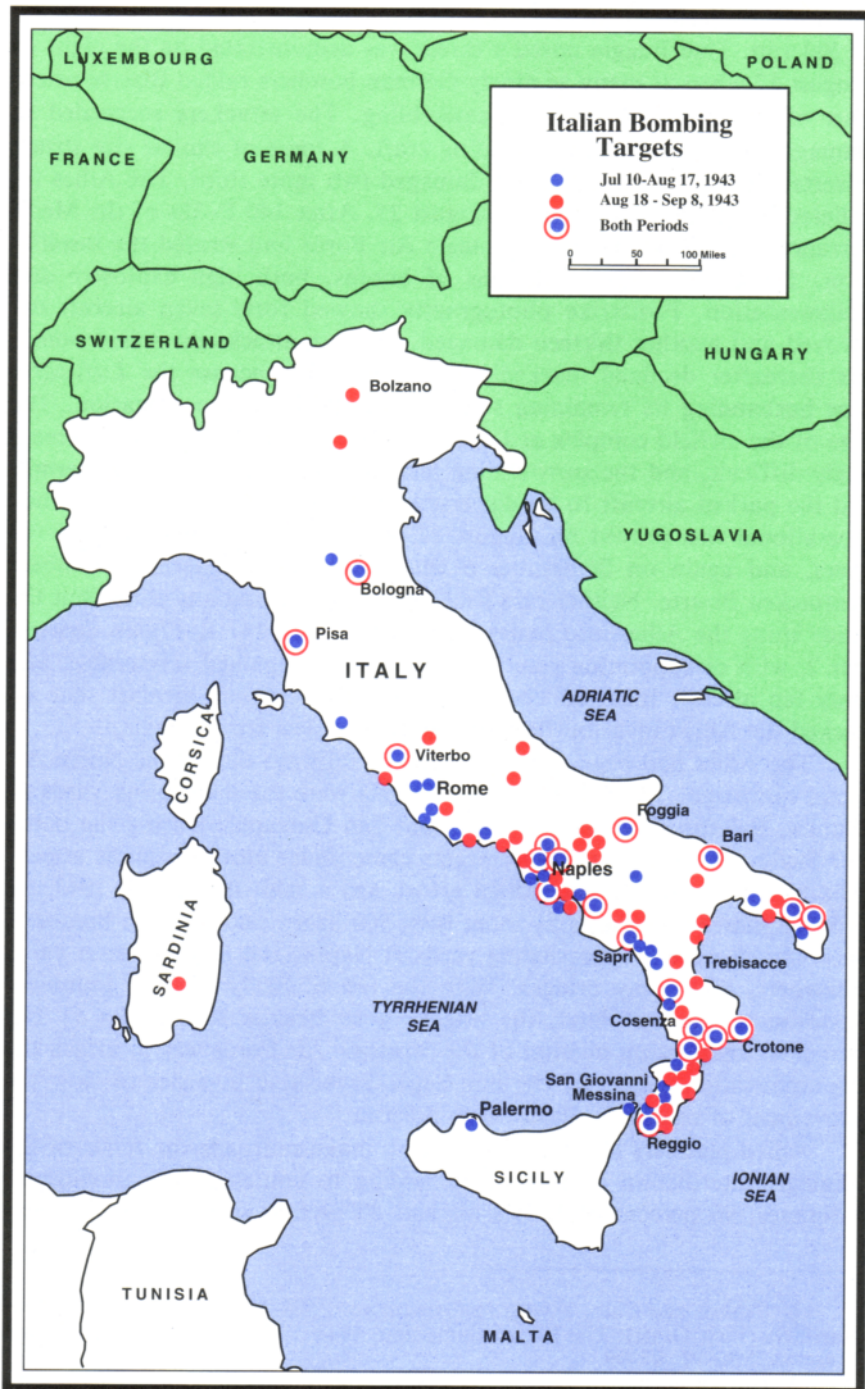 LUXEMBOURG
POLAND
FRANCE
GERMANY
Italian Bombing
Targets
Jul 10-Aug 17, 1943
Aug 18 - Sep 8, 1943
Both Periods
0 50 100 Miles
SWITZERLAND
HUNGARY
Bolzano
YUGOSLAVIA
Bologna
Pisa
ITALY
ADRIATIC
SEA
CORSICA
Viterbo
Rome
Foggia
Bari
Naples
SARDINIA
Sapri
Trebisacce
TYRRHENIAN
SEA
Cosenza
Crotone
San Giovanni
Messina
Palermo
Reggio
SICILY
IONIAN
SEA
TUNISIA
MALTA